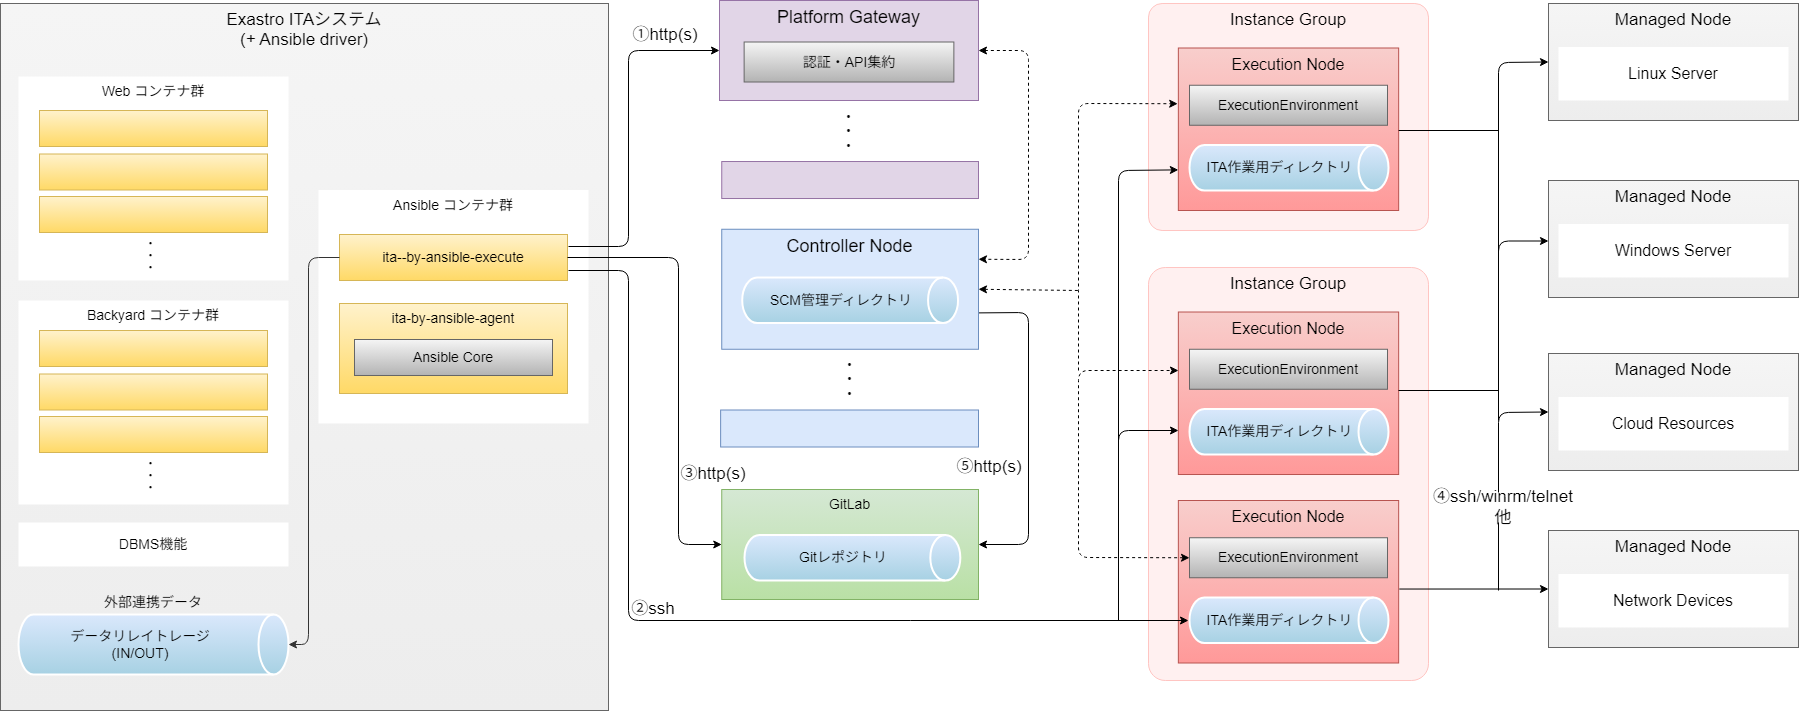 Exastro ITAシステム
(+ Ansible driver)
Web コンテナ群
Backyard コンテナ群
DBMS機能
外部連携データ
データリレイトレージ
(IN/OUT)
Ansible コンテナ群
ita--by-ansible-execute
ita-by-ansible-agent
Ansible Core
①http(s)
②ssh
③http(s)
Platform Gateway
認証・API集約
Controller Node
SCM管理ディレクトリ
⑤http(s)
GitLab
Gitレポジトリ
Instance Group
Execution Node
ExecutionEnvironment
ITA作業用ディレクトリ
Instance Group
Execution Node
ExecutionEnvironment
ITA作業用ディレクトリ
Execution Node
ExecutionEnvironment
ITA作業用ディレクトリ
④ssh/winrm/telnet
他
Managed Node
Linux Server
Managed Node
Windows Server
Managed Node
Cloud Resources
Managed Node
Network Devices